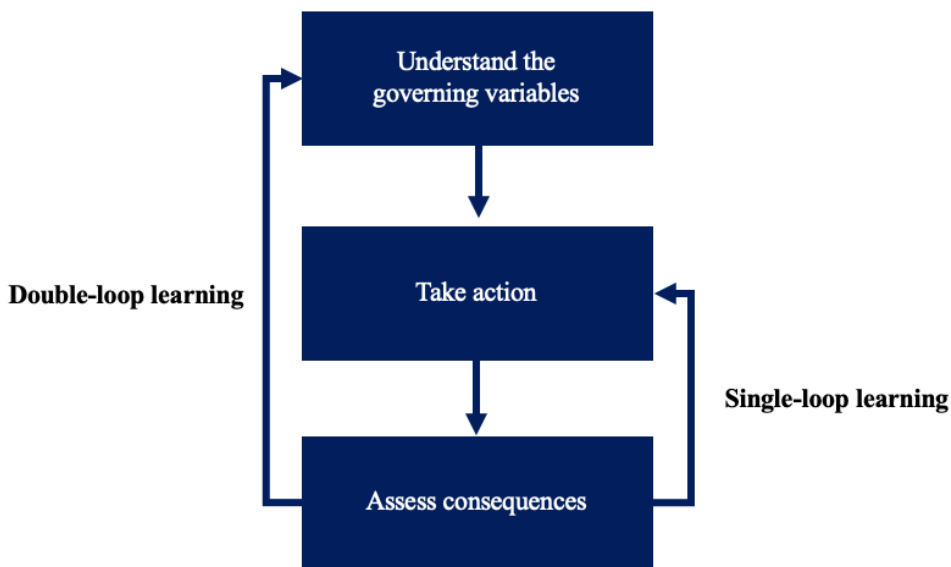 Understand the
governing variables
Take action
Double-loop learning
Single-loop learning
Assess consequences